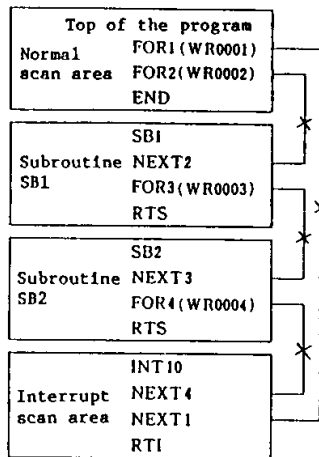 Top of the program
Normal scan area
FOR1(WR0001)
FOR2(WR0002)
END
Subroutine SB1
SB1
NEXT2
FOR3(WR0003)
RTS
Subroutine SB2
SB2
NEXT3
FOR4(WR0004)
RTS
Interrupt scan area
INT10
NEXT4
NEXT1
RTI